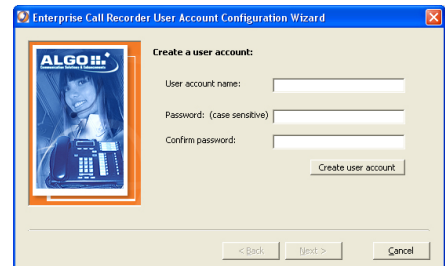 Enterprise Call Recorder User Account Configuration Wizard
ALGO
Communication Solutions & Enhancements
Create a user account:
User account name:
Password: (case sensitive)
Confirm password:
Create user account
< Back
Next >
Cancel